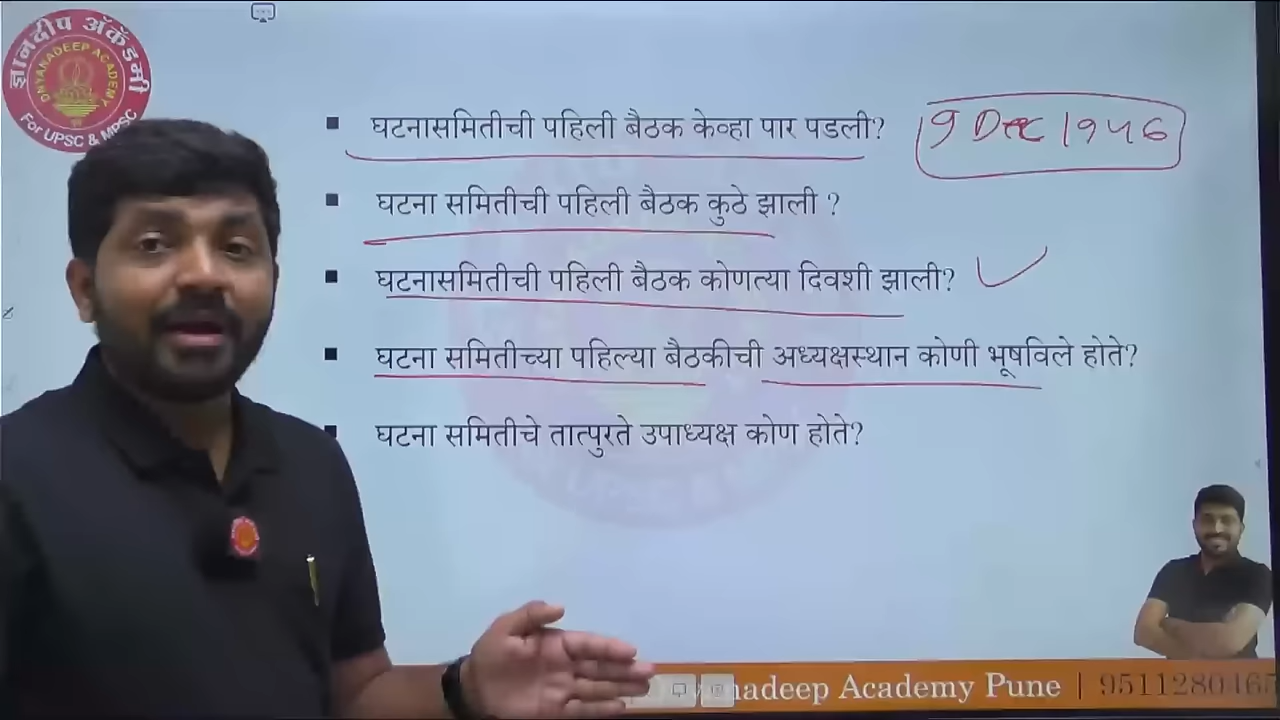 ज्ञानदीप ॲकॅडमी
DNYANADEEP ACADEMY
For UPSC & MPSC
घटनासमितीची पहिली बैठक केव्हा पार पडली? 9 Dec 1946
घटना समितीची पहिली बैठक कुठे झाली ?
घटनासमितीची पहिली बैठक कोणत्या दिवशी झाली?
घटना समितीच्या पहिल्या बैठकीची अध्यक्षस्थान कोणी भूषविले होते?
घटना समितीचे तात्पुरते उपाध्यक्ष कोण होते?
Academy Pune | 9511280465